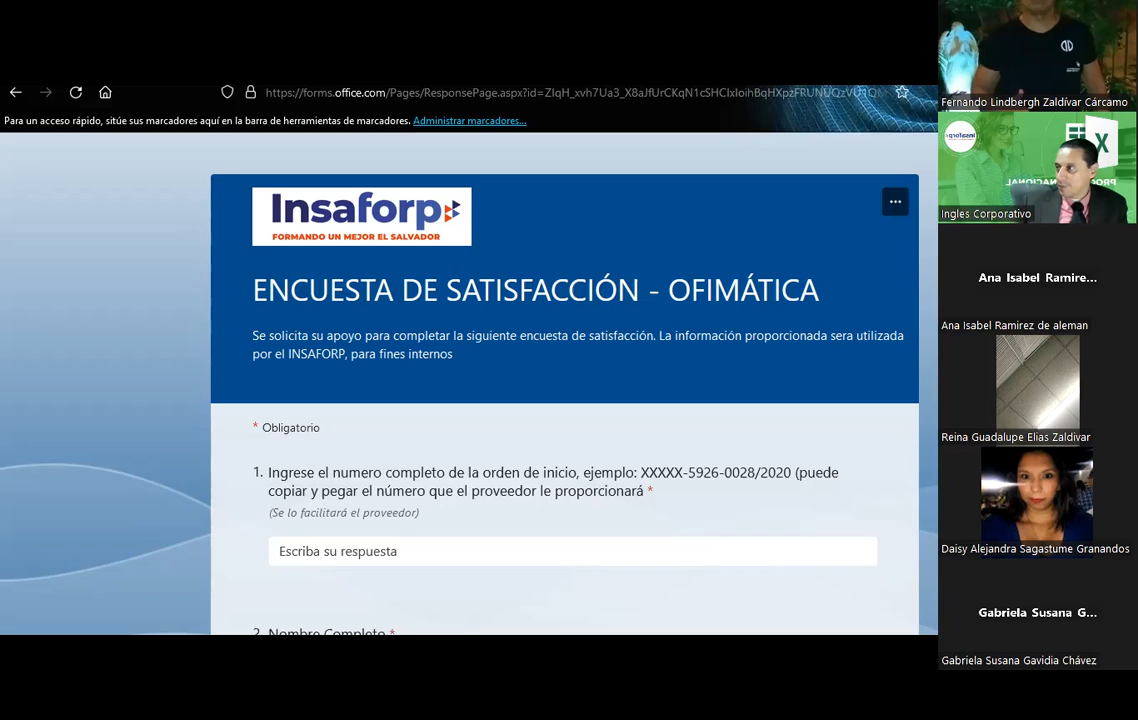 https://forms.office.com/Pages/ResponsePage.aspx?id=
Para un acceso rápido, sitúe sus marcadores aquí en la barra de herramientas de marcadores. Administrar marcadores...
Insaforp
FORMANDO UN MEJOR EL SALVADOR
ENCUESTA DE SATISFACCIÓN - OFIMÁTICA
Se solicita su apoyo para completar la siguiente encuesta de satisfacción. La información proporcionada sera utilizada
por el INSAFORP, para fines internos
* Obligatorio
1. Ingrese el numero completo de la orden de inicio, ejemplo: XXXXX-5926-0028/2020 (puede
copiar y pegar el número que el proveedor le proporcionará *
(Se lo facilitará el proveedor)
Escriba su respuesta
2. Nombre Completo *
Fernando Lindbergh Zaldívar Cárcamo
Insaforp
Ingles Corporativo
Ana Isabel Ramire...
Ana Isabel Ramirez de aleman
Reina Guadalupe Elias Zaldivar
Daisy Alejandra Sagastume Granandos
Gabriela Susana G...
Gabriela Susana Gavidia Chávez